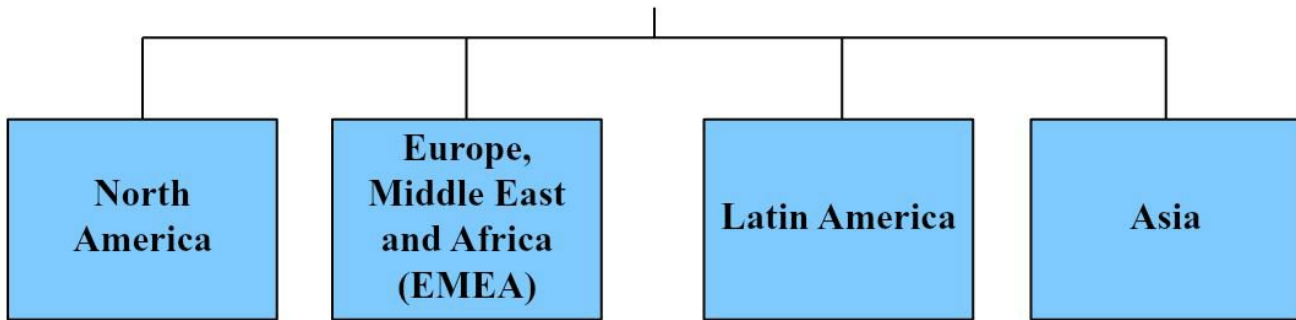 North
America
Europe,
Middle East
and Africa
(EMEA)
Latin America
Asia